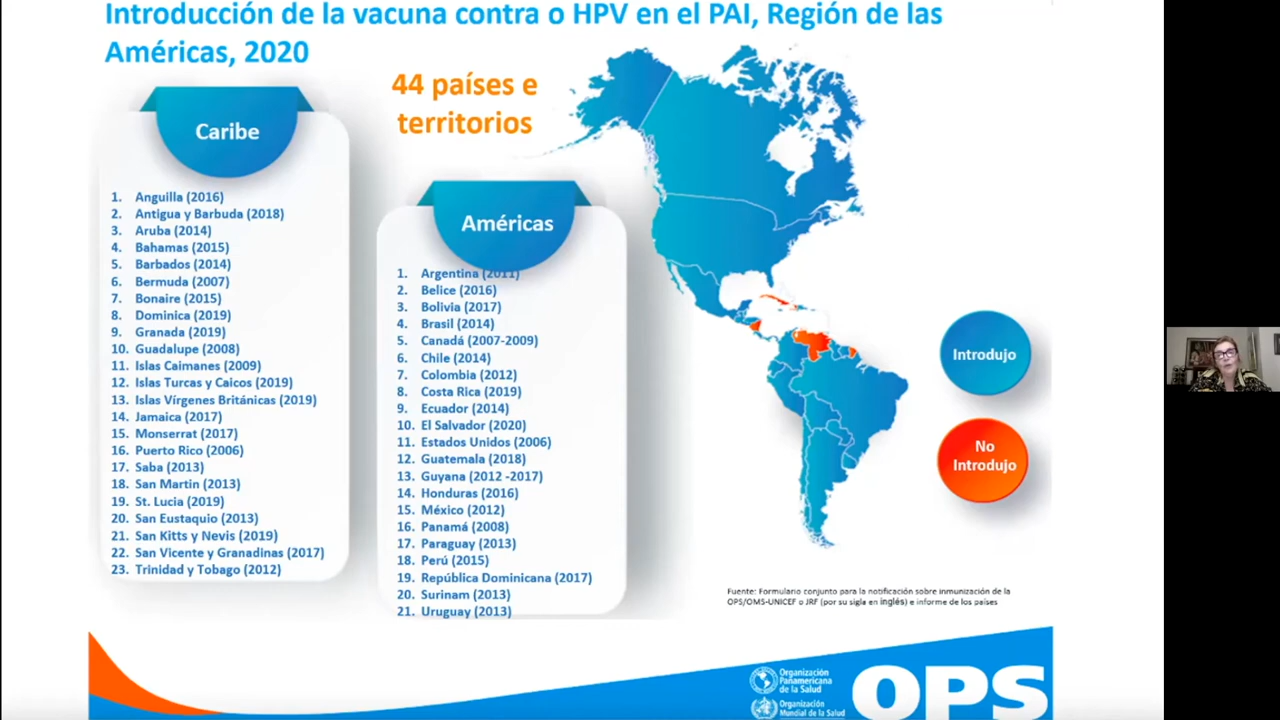 Introducción de la vacuna contra o HPV en el PAI, Región de las
Américas, 2020
44 países e
territorios
Caribe
1. Anguilla (2016)
2. Antigua y Barbuda (2018)
3. Aruba (2014)
4. Bahamas (2015)
5. Barbados (2014)
6. Bermuda (2007)
7. Bonaire (2015)
8. Dominica (2019)
9. Granada (2019)
10. Guadalupe (2008)
11. Islas Caimanes (2009)
12. Islas Turcas y Caicos (2019)
13. Islas Vírgenes Británicas (2019)
14. Jamaica (2017)
15. Monserrat (2017)
16. Puerto Rico (2006)
17. Saba (2013)
18. San Martin (2013)
19. St. Lucia (2019)
20. San Eustaquio (2013)
21. San Kitts y Nevis (2019)
22. San Vicente y Granadinas (2017)
23. Trinidad y Tobago (2012)
Américas
1. Argentina (2011)
2. Belice (2016)
3. Bolivia (2017)
4. Brasil (2014)
5. Canadá (2007-2009)
6. Chile (2014)
7. Colombia (2012)
8. Costa Rica (2019)
9. Ecuador (2014)
10. El Salvador (2020)
11. Estados Unidos (2006)
12. Guatemala (2018)
13. Guyana (2012 -2017)
14. Honduras (2016)
15. México (2012)
16. Panamá (2008)
17. Paraguay (2013)
18. Perú (2015)
19. República Dominicana (2017)
20. Surinam (2013)
21. Uruguay (2013)
Introdujo
No
Introdujo
Fuente: Formulario conjunto para la notificación sobre inmunización de la
OPS/OMS-UNICEF o JRF (por su sigla en inglés) e informe de los países
Organización
Panamericana
de la Salud
Organización
Mundial de la Salud
OPS